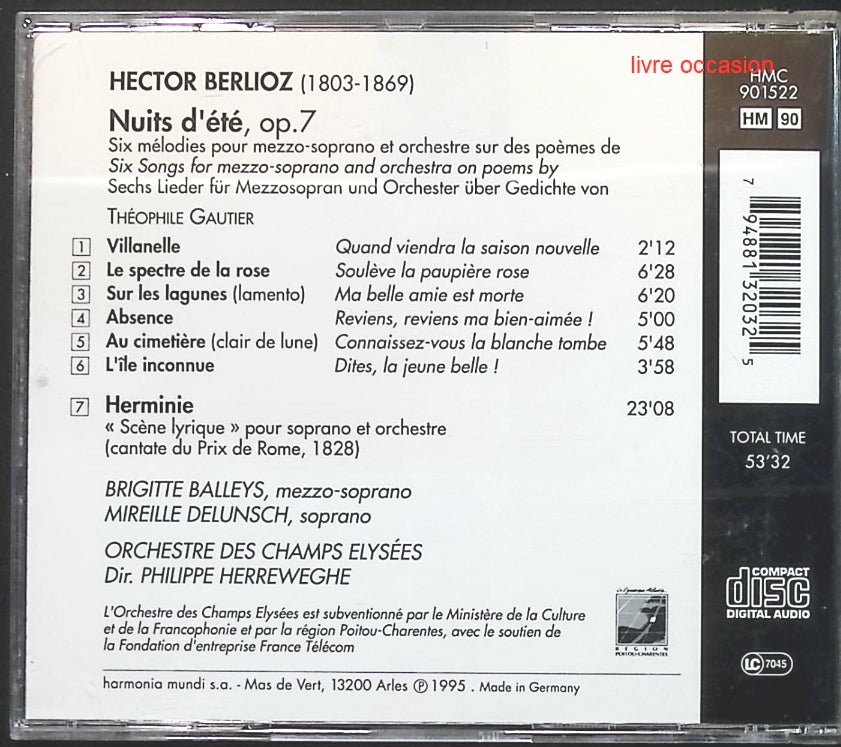 livre occasion
HECTOR BERLIOZ (1803-1869)
Nuits d'été, op.7
Six mélodies pour mezzo-soprano et orchestre sur des poèmes de
Six Songs for mezzo-soprano and orchestra on poems by
Sechs Lieder für Mezzosopran und Orchester über Gedichte von
THÉOPHILE GAUTIER
1 Villanelle Quand viendra la saison nouvelle 2'12
2 Le spectre de la rose Soulève la paupière rose 6'28
3 Sur les lagunes (lamento) Ma belle amie est morte 6'20
4 Absence Reviens, reviens ma bien-aimée ! 5'00
5 Au cimetière (clair de lune) Connaissez-vous la blanche tombe 5'48
6 L'île inconnue Dites, la jeune belle ! 3'58
7 Herminie 23'08
« Scène lyrique » pour soprano et orchestre
(cantate du Prix de Rome, 1828)
BRIGITTE BALLEYS, mezzo-soprano
MIREILLE DELUNSCH, soprano
ORCHESTRE DES CHAMPS ELYSÉES
Dir. PHILIPPE HERREWEGHE
L'Orchestre des Champs Elysées est subventionné par le Ministère de la Culture
et de la Francophonie et par la région Poitou-Charentes, avec le soutien de
la Fondation d'entreprise France Télécom
RÉGION
POITOU-CHARENTES
harmonia mundi s.a. - Mas de Vert, 13200 Arles ℗ 1995 . Made in Germany
HMC
901522
HM 90
7 94881 32032 5
TOTAL TIME
53'32
COMPACT
disc
DIGITAL AUDIO
LC 7045